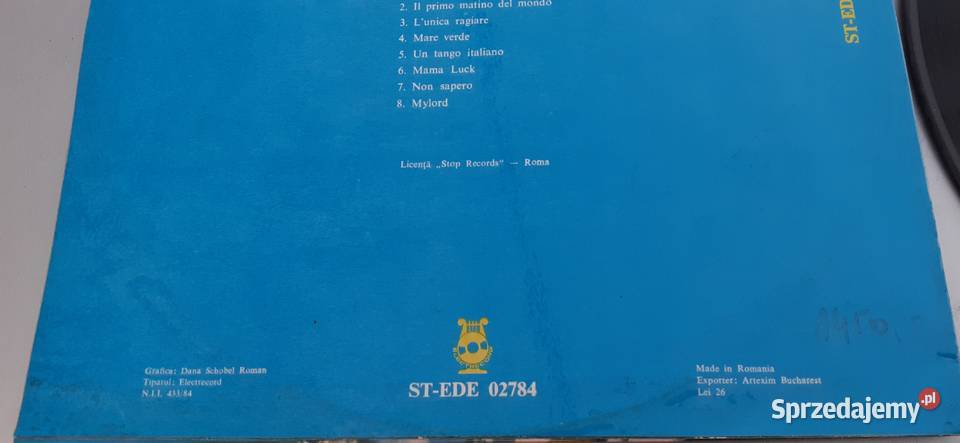 2. Il primo matino del mondo
3. L'unica ragiare
4. Mare verde
5. Un tango italiano
6. Mama Luck
7. Non sapero
8. Mylord
ST-EDE
Licență „Stop Records" — Roma
ELECTRECORD
ST-EDE 02784
Grafica: Dana Schobel Roman
Tiparul: Electrecord
N.I.I. 433/84
Made in Romania
Exporter: Artexim Bucharest
Lei 26
Sprzedajemy.pl